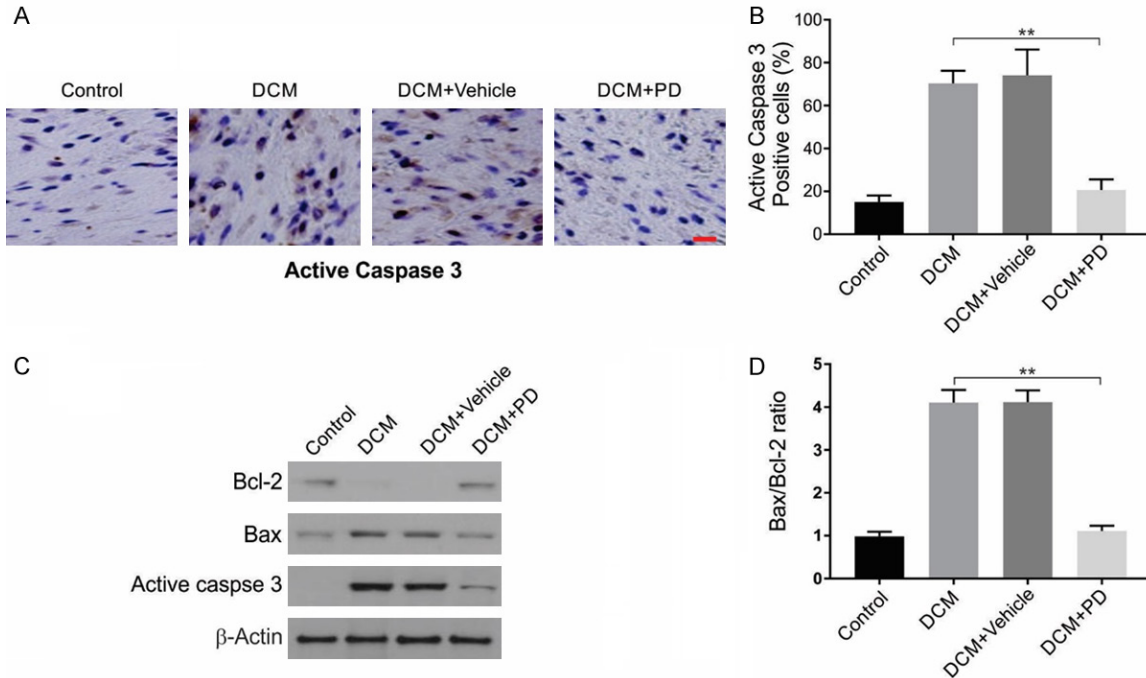 A
Control
DCM
DCM+Vehicle
DCM+PD
Active Caspase 3
B
Active Caspase 3
Positive cells (%)
100
80
60
40
20
0
**
Control
DCM
DCM+Vehicle
DCM+PD
C
Control
DCM
DCM+Vehicle
DCM+PD
Bcl-2
Bax
Active caspse 3
β-Actin
D
Bax/Bcl-2 ratio
5
4
3
2
1
0
**
Control
DCM
DCM+Vehicle
DCM+PD